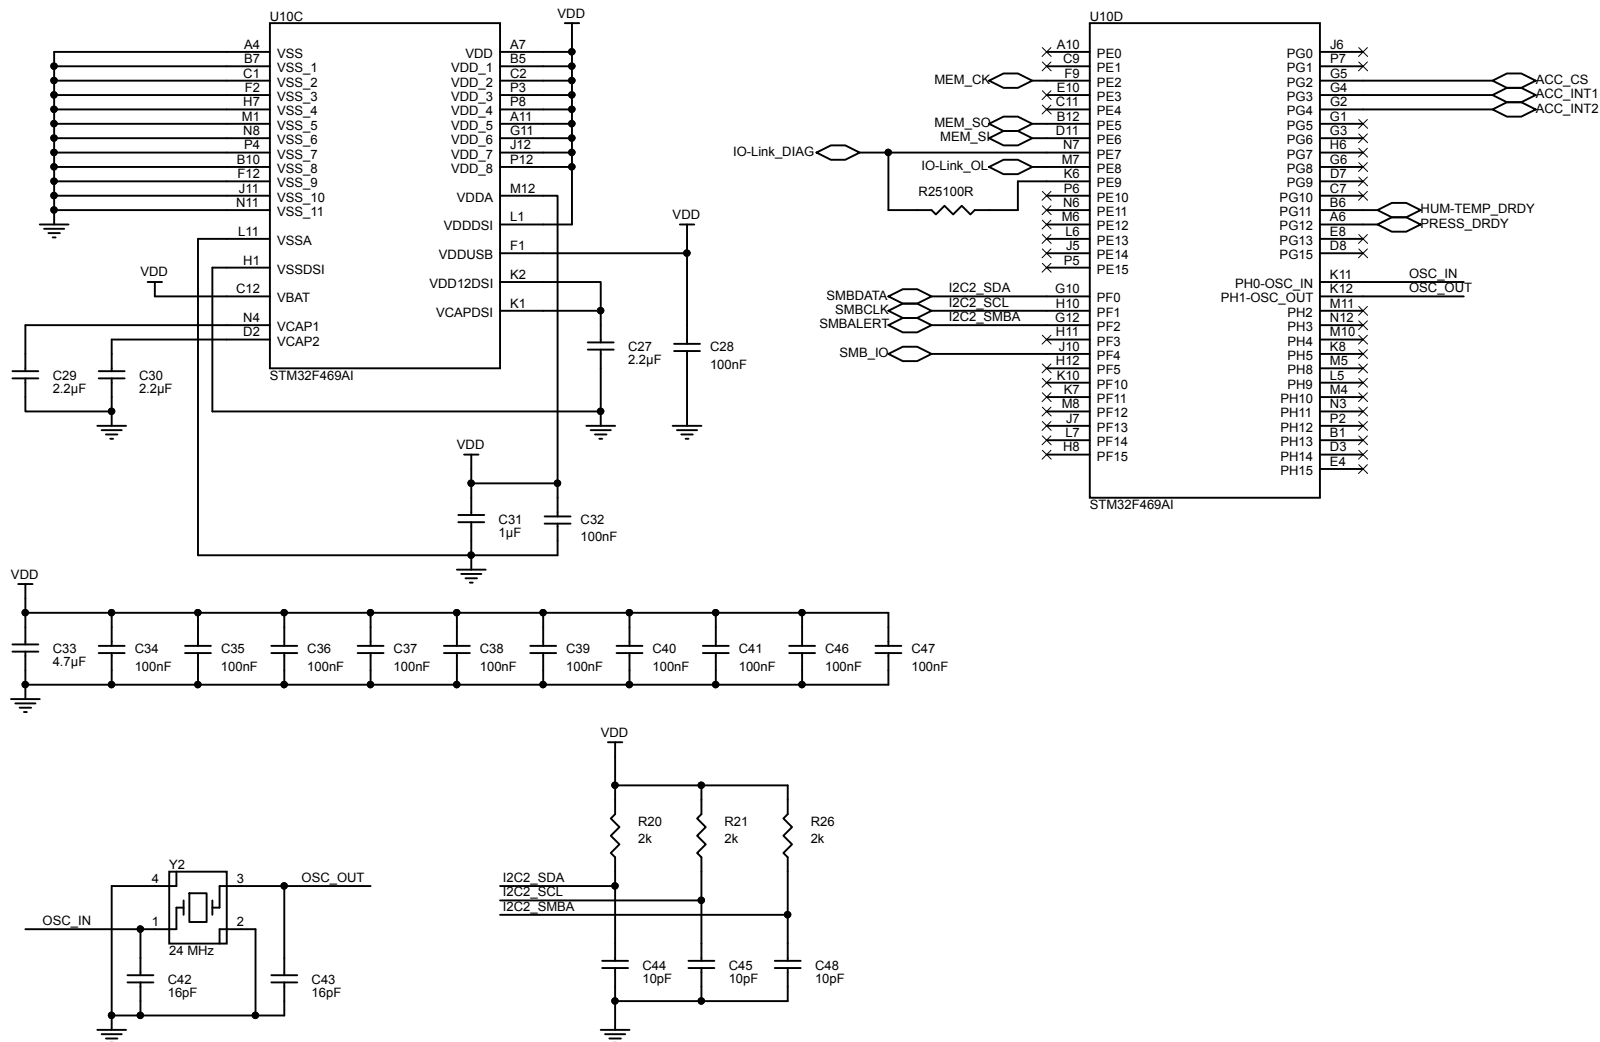 U10C
VDD
A4 VSS VDD A7
B7 VSS_1 VDD_1 B5
C1 VSS_2 VDD_2 C2
F2 VSS_3 VDD_3 P3
H7 VSS_4 VDD_4 P8
M1 VSS_5 VDD_5 A11
N8 VSS_6 VDD_6 G11
P4 VSS_7 VDD_7 J12
B10 VSS_8 VDD_8 P12
F12 VSS_9
J11 VSS_10 VDDA M12
N11 VSS_11
VDDDSI L1
L11 VSSA
VDDUSB F1
VDD
H1 VSSDSI
VDD12DSI K2
VDD
C12 VBAT
VCAPDSI K1
N4 VCAP1
D2 VCAP2
STM32F469AI
C27
2.2µF
C28
100nF
C29
2.2µF
C30
2.2µF
VDD
C31
1µF
C32
100nF
U10D
A10 PE0 PG0 J6
C9 PE1 PG1 P7
MEM_CK F9 PE2 PG2 G5 ACC_CS
E10 PE3 PG3 G4 ACC_INT1
C11 PE4 PG4 G2 ACC_INT2
MEM_SO B12 PE5 PG5 G1
MEM_SI D11 PE6 PG6 G3
IO-Link_DIAG N7 PE7 PG7 H6
IO-Link_OL M7 PE8 PG8 G6
K6 PE9 PG9 D7
R25100R
P6 PE10 PG10 C7
N6 PE11 PG11 B6 HUM-TEMP_DRDY
M6 PE12 PG12 A6 PRESS_DRDY
L6 PE13 PG13 E8
J5 PE14 PG15 D8
P5 PE15
PH0-OSC_IN K11 OSC_IN
SMBDATA I2C2_SDA G10 PF0 PH1-OSC_OUT K12 OSC_OUT
SMBCLK I2C2_SCL H10 PF1 PH2 M11
SMBALERT I2C2_SMBA G12 PF2 PH3 N12
H11 PF3 PH4 M10
SMB_IO J10 PF4 PH5 K8
H12 PF5 PH8 M5
K10 PF10 PH9 L5
K7 PF11 PH10 M4
M8 PF12 PH11 N3
J7 PF13 PH12 P2
L7 PF14 PH13 B1
H8 PF15 PH14 D3
PH15 E4
STM32F469AI
VDD
C33 C34 C35 C36 C37 C38 C39 C40 C41 C46 C47
4.7µF 100nF 100nF 100nF 100nF 100nF 100nF 100nF 100nF 100nF 100nF
Y2
4 3 OSC_OUT
OSC_IN 1 2
24 MHz
C42
16pF
C43
16pF
VDD
R20 R21 R26
2k 2k 2k
I2C2_SDA
I2C2_SCL
I2C2_SMBA
C44 C45 C48
10pF 10pF 10pF